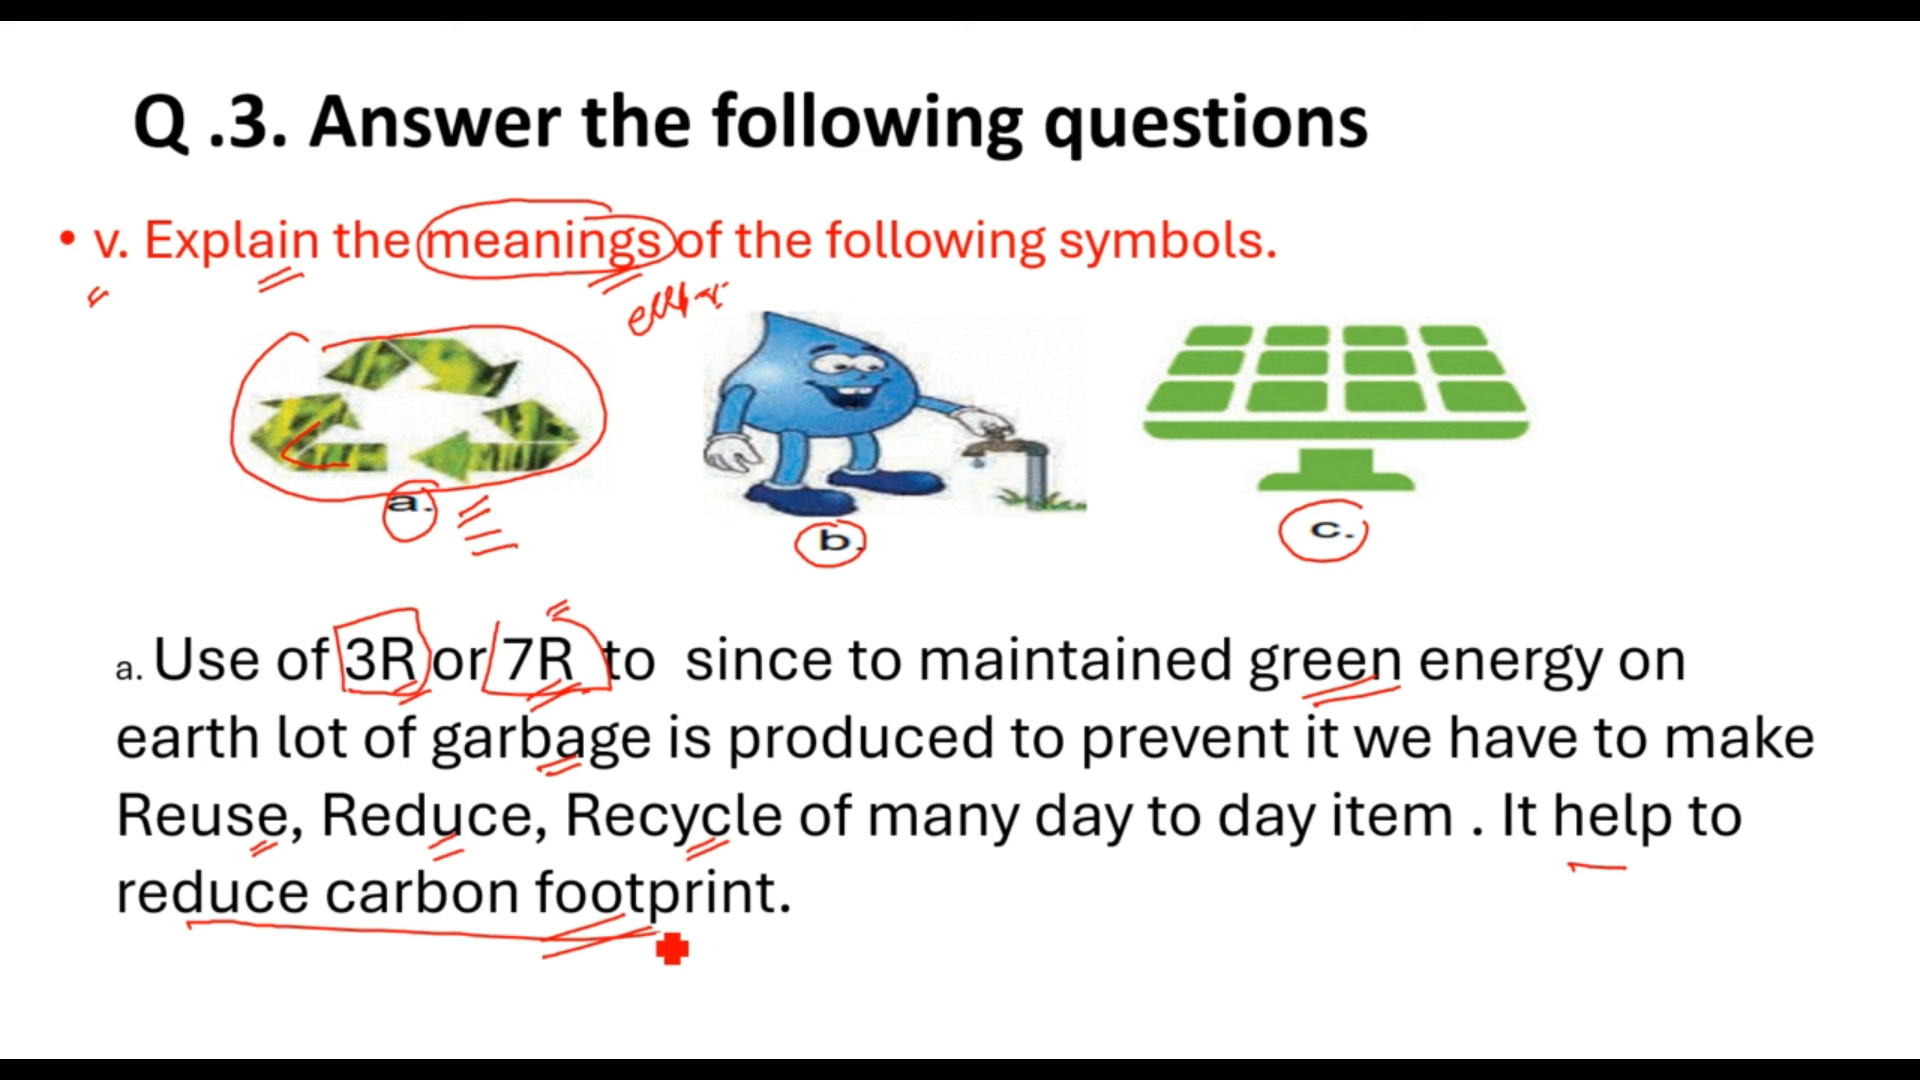 Q .3. Answer the following questions
• v. Explain the meanings of the following symbols.
a.
b.
c.
a. Use of 3R or 7R to since to maintained green energy on
earth lot of garbage is produced to prevent it we have to make
Reuse, Reduce, Recycle of many day to day item . It help to
reduce carbon footprint.